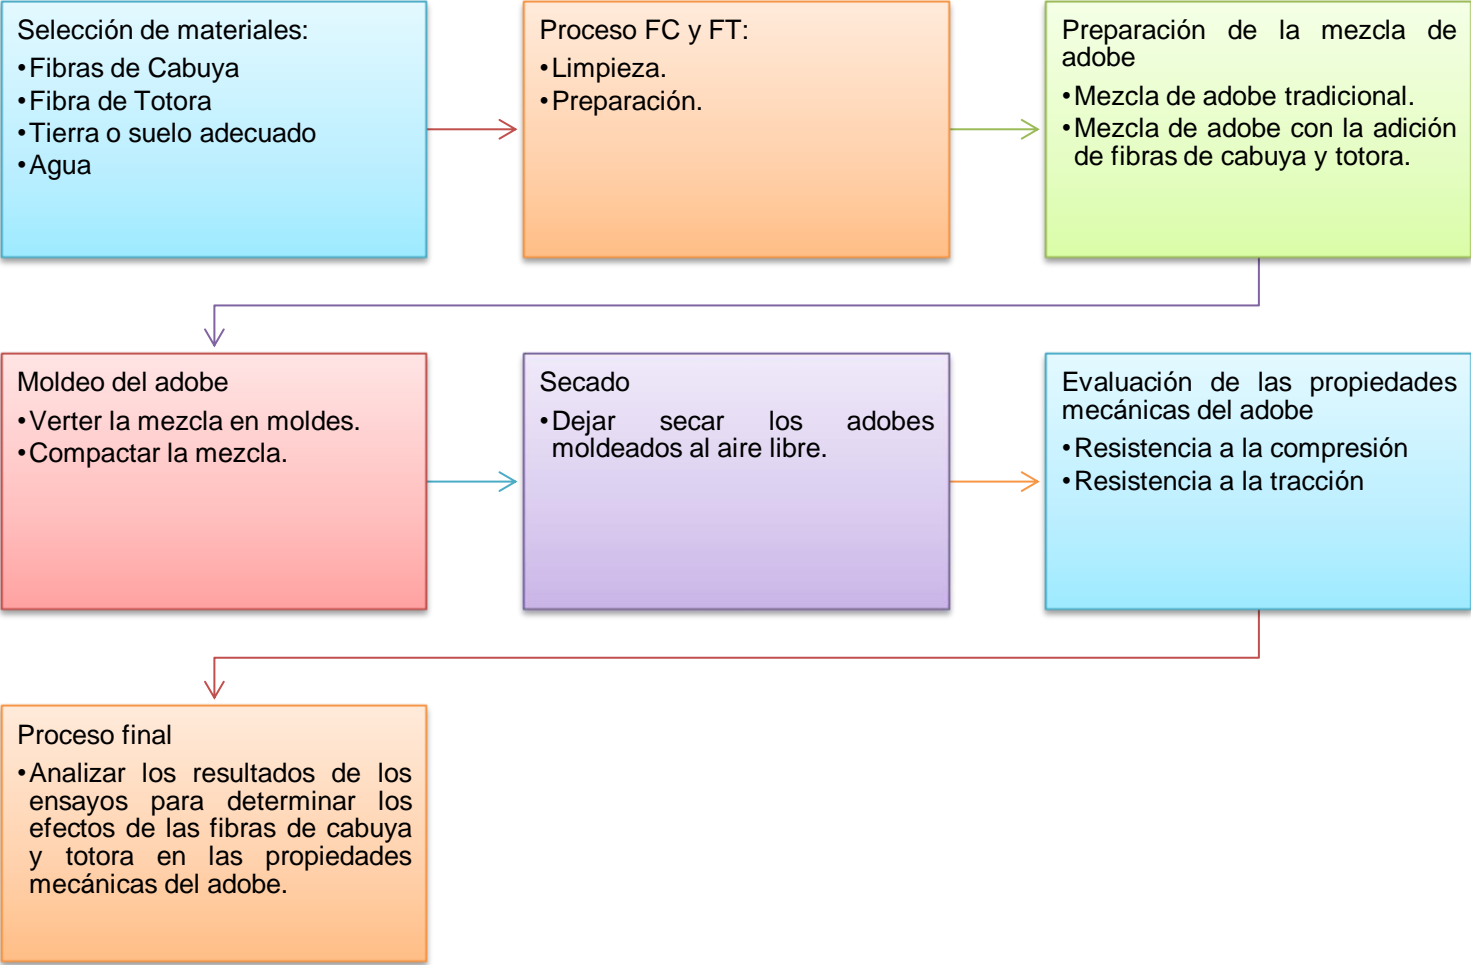 Selección de materiales:
•Fibras de Cabuya
•Fibra de Totora
•Tierra o suelo adecuado
•Agua
Proceso FC y FT:
•Limpieza.
•Preparación.
Preparación de la mezcla de
adobe
•Mezcla de adobe tradicional.
•Mezcla de adobe con la adición
de fibras de cabuya y totora.
Moldeo del adobe
•Verter la mezcla en moldes.
•Compactar la mezcla.
Secado
•Dejar secar los adobes
moldeados al aire libre.
Evaluación de las propiedades
mecánicas del adobe
•Resistencia a la compresión
•Resistencia a la tracción
Proceso final
•Analizar los resultados de los
ensayos para determinar los
efectos de las fibras de cabuya
y totora en las propiedades
mecánicas del adobe.